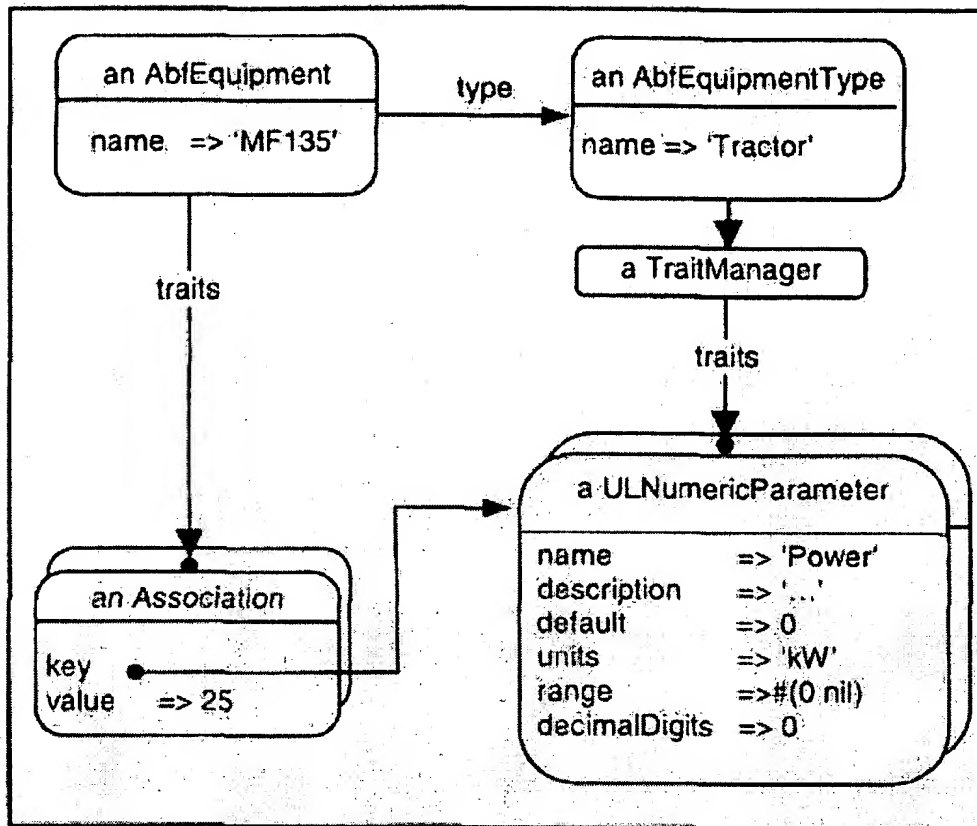 an AbfEquipment
name => 'MF135'
type
an AbfEquipmentType
name => 'Tractor'
a TraitManager
traits
traits
an Association
key
value => 25
a ULNumericParameter
name => 'Power'
description => '...'
default => 0
units => 'kW'
range =>#(0 nil)
decimalDigits => 0